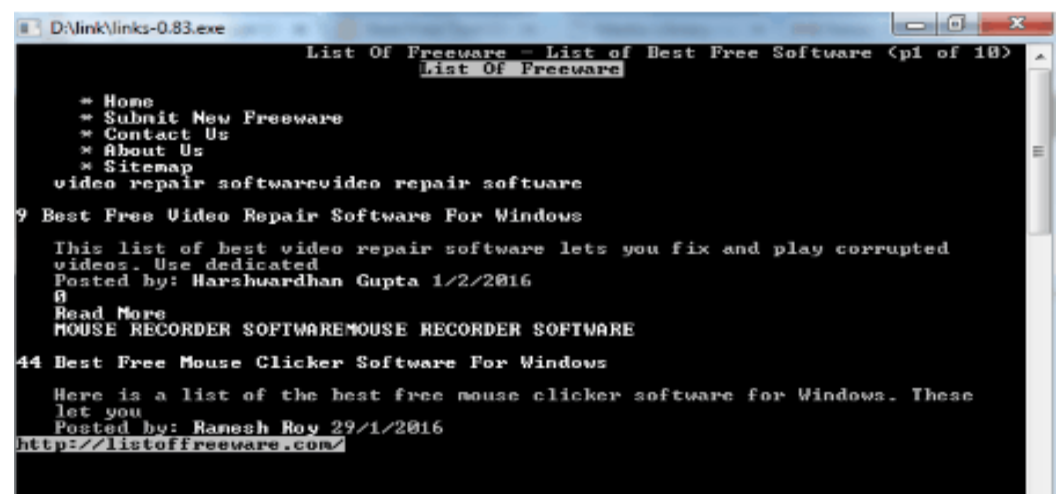 D:\link\links-0.83.exe
List Of Freeware - List of Best Free Software (p1 of 10)
List Of Freeware
* Home
* Submit New Freeware
* Contact Us
* About Us
* Sitemap
video repair softwarevideo repair software
9 Best Free Video Repair Software For Windows
This list of best video repair software lets you fix and play corrupted
videos. Use dedicated
Posted by: Harshwardhan Gupta 1/2/2016
0
Read More
MOUSE RECORDER SOFTWAREMOUSE RECORDER SOFTWARE
44 Best Free Mouse Clicker Software For Windows
Here is a list of the best free mouse clicker software for Windows. These
let you
Posted by: Ramesh Roy 29/1/2016
http://listoffreeware.com/